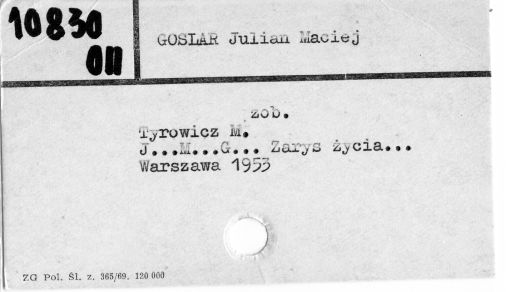 10830
OII
GOSLAR Julian Maciej
zob.
Tyrowicz M.
J...M...G... Zarys życia...
Warszawa 1953
ZG Pol. Śl. z. 365/69. 120 000